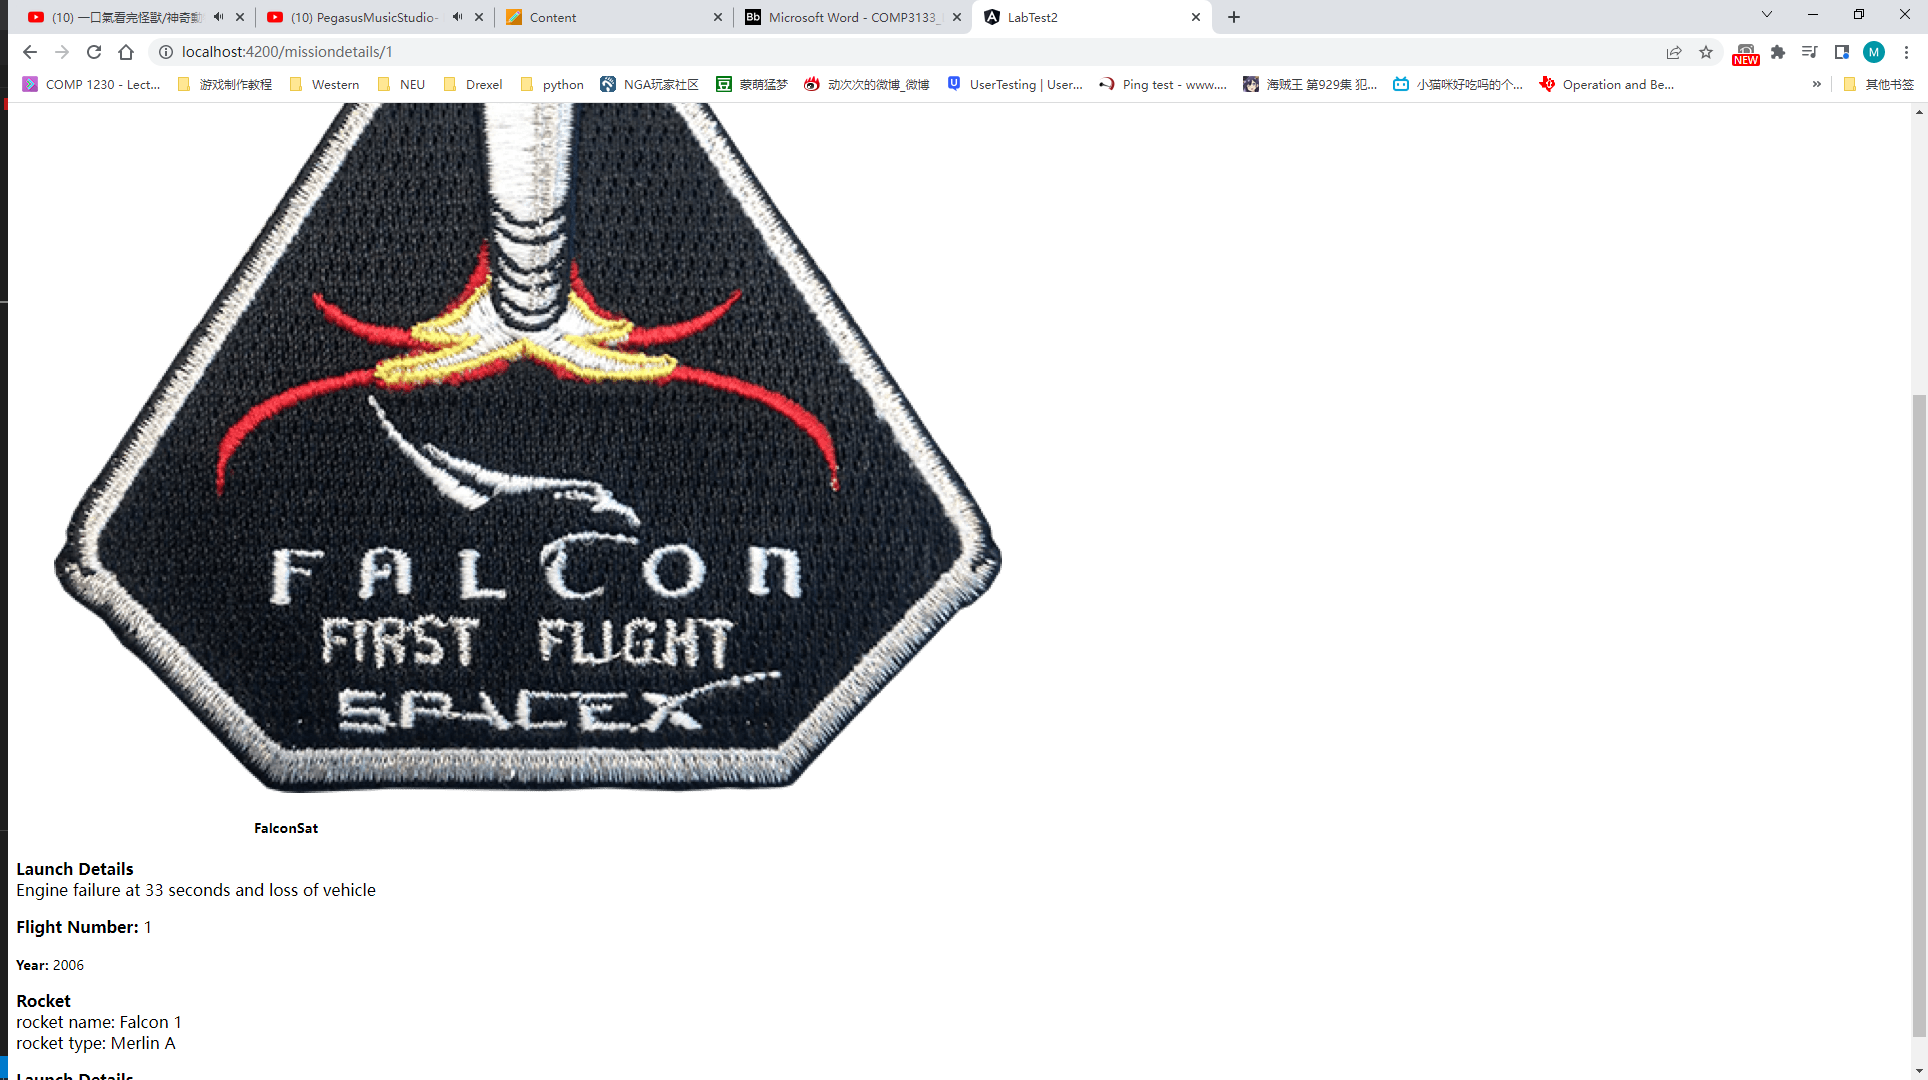 (10) 一口氣看完怪獸/神奇動
(10) PegasusMusicStudio-
Content
Bb Microsoft Word - COMP3133_
LabTest2
localhost:4200/missiondetails/1
NEW
M
COMP 1230 - Lect...
游戏制作教程
Western
NEU
Drexel
python
NGA玩家社区
豆 蒙萌猛梦
动次次的微博_微博
U UserTesting | User...
Ping test - www....
海贼王 第929集 犯...
小猫咪好吃吗的个...
Operation and Be...
»
其他书签
FALCON
FIRST FLIGHT
SPACEX
FalconSat
Launch Details
Engine failure at 33 seconds and loss of vehicle
Flight Number: 1
Year: 2006
Rocket
rocket name: Falcon 1
rocket type: Merlin A
Launch Details